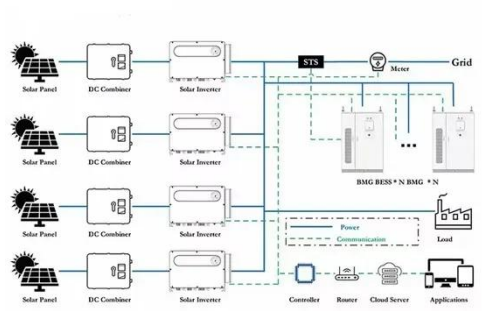 STS
Meter
Grid
Solar Panel
DC Combiner
Solar Inverter
Solar Panel
DC Combiner
Solar Inverter
BMG BESS * N BMG * N
Solar Panel
DC Combiner
Solar Inverter
Power
Communication
Load
Solar Panel
DC Combiner
Solar Inverter
Controller
Router
Cloud Server
Applications